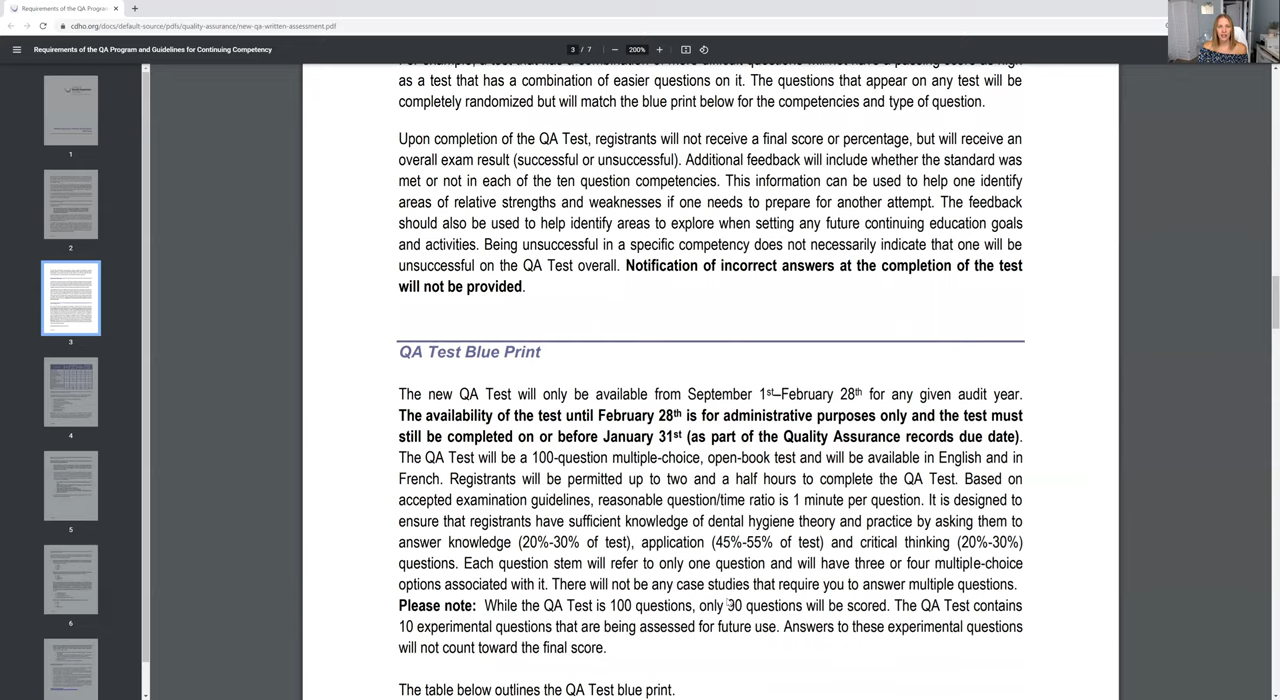 Requirements of the QA Program
cdho.org/docs/default-source/pdfs/quality-assurance/new-qa-written-assessment.pdf
Requirements of the QA Program and Guidelines for Continuing Competency
3 / 7
200%
as a test that has a combination of easier questions on it. The questions that appear on any test will be
completely randomized but will match the blue print below for the competencies and type of question.
Upon completion of the QA Test, registrants will not receive a final score or percentage, but will receive an
overall exam result (successful or unsuccessful). Additional feedback will include whether the standard was
met or not in each of the test question competencies. This information can be used to help one identify
areas of relative strengths and weaknesses if one needs to prepare for another attempt. The feedback
should also be used to help identify areas to explore when setting any future continuing education goals
and activities. Being unsuccessful in a specific competency does not necessarily indicate that one will be
unsuccessful on the QA Test overall. Notification of incorrect answers at the completion of the test
will not be provided.
QA Test Blue Print
The new QA Test will only be available from September 1st–February 28th for any given audit year.
The availability of the test until February 28th is for administrative purposes only and the test must
still be completed on or before January 31st (as part of the Quality Assurance records due date).
The QA Test will be a 100-question multiple-choice, open-book test and will be available in English and in
French. Registrants will be permitted up to two and a half hours to complete the QA Test. Based on
accepted examination guidelines, reasonable question/time ratio is 1 minute per question. It is designed to
ensure that registrants have sufficient knowledge of dental hygiene theory and practice by asking them to
answer knowledge (20%-30% of test), application (45%-55% of test) and critical thinking (20%-30%)
questions. Each question stem will refer to only one question and will have three or four multiple-choice
options associated with it. There will not be any case studies that require you to answer multiple questions.
Please note: While the QA Test is 100 questions, only 90 questions will be scored. The QA Test contains
10 experimental questions that are being assessed for future use. Answers to these experimental questions
will not count toward the final score.
The table below outlines the QA Test blue print.
1
2
3
4
5
6